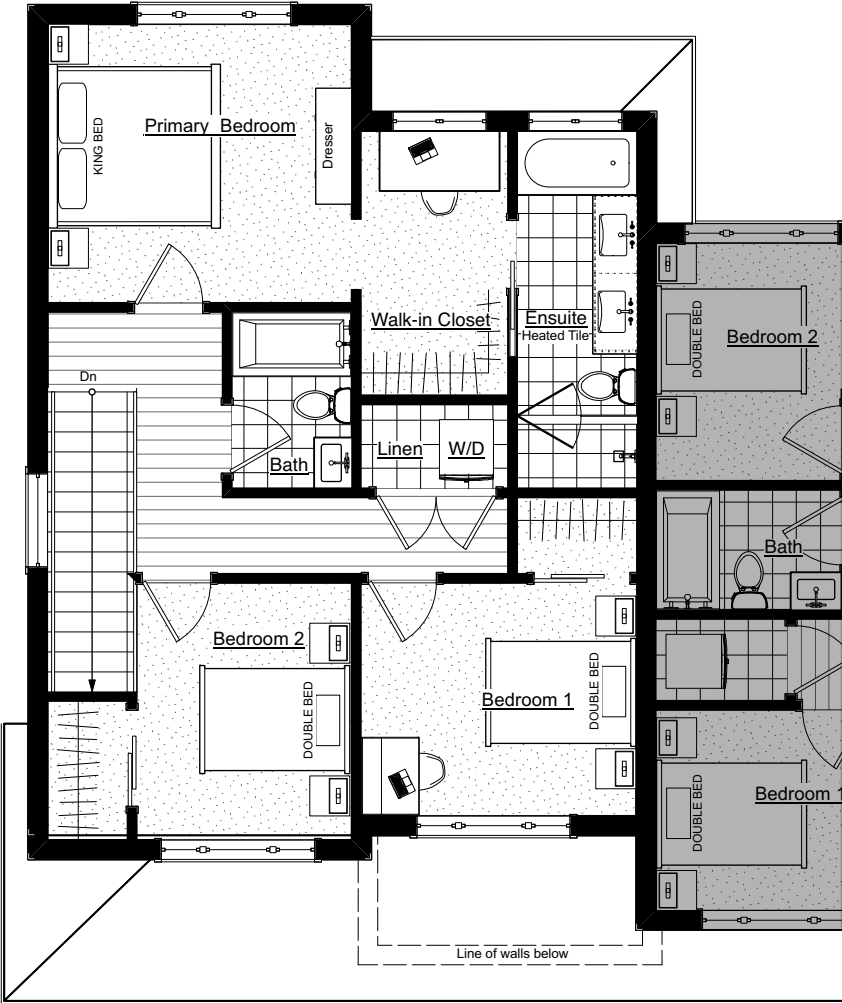 Primary Bedroom
KING BED
Dresser
Walk-in Closet
Ensuite
Heated Tile
Bedroom 2
DOUBLE BED
Dn
Bath
Linen
W/D
Bath
Bedroom 2
DOUBLE BED
Bedroom 1
DOUBLE BED
Bedroom 1
DOUBLE BED
Line of walls below